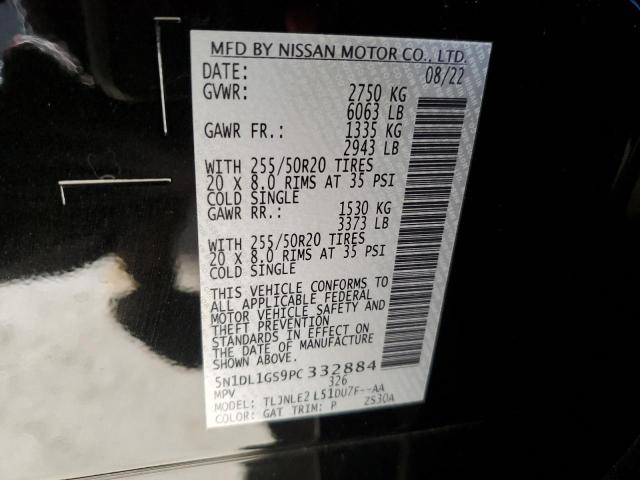 MFD BY NISSAN MOTOR CO., LTD.
DATE: 08/22
GVWR: 2750 KG
6063 LB
GAWR FR.: 1335 KG
2943 LB
WITH 255/50R20 TIRES
20 X 8.0 RIMS AT 35 PSI
COLD SINGLE
GAWR RR.: 1530 KG
3373 LB
WITH 255/50R20 TIRES
20 X 8.0 RIMS AT 35 PSI
COLD SINGLE
THIS VEHICLE CONFORMS TO
ALL APPLICABLE FEDERAL
MOTOR VEHICLE SAFETY AND
THEFT PREVENTION
STANDARDS IN EFFECT ON
THE DATE OF MANUFACTURE
5N1DL1GS9PC 332884
MPV 326
MODEL: TLJNLE2 L51DU7F--AA
COLOR: GAT TRIM: P ZS30A